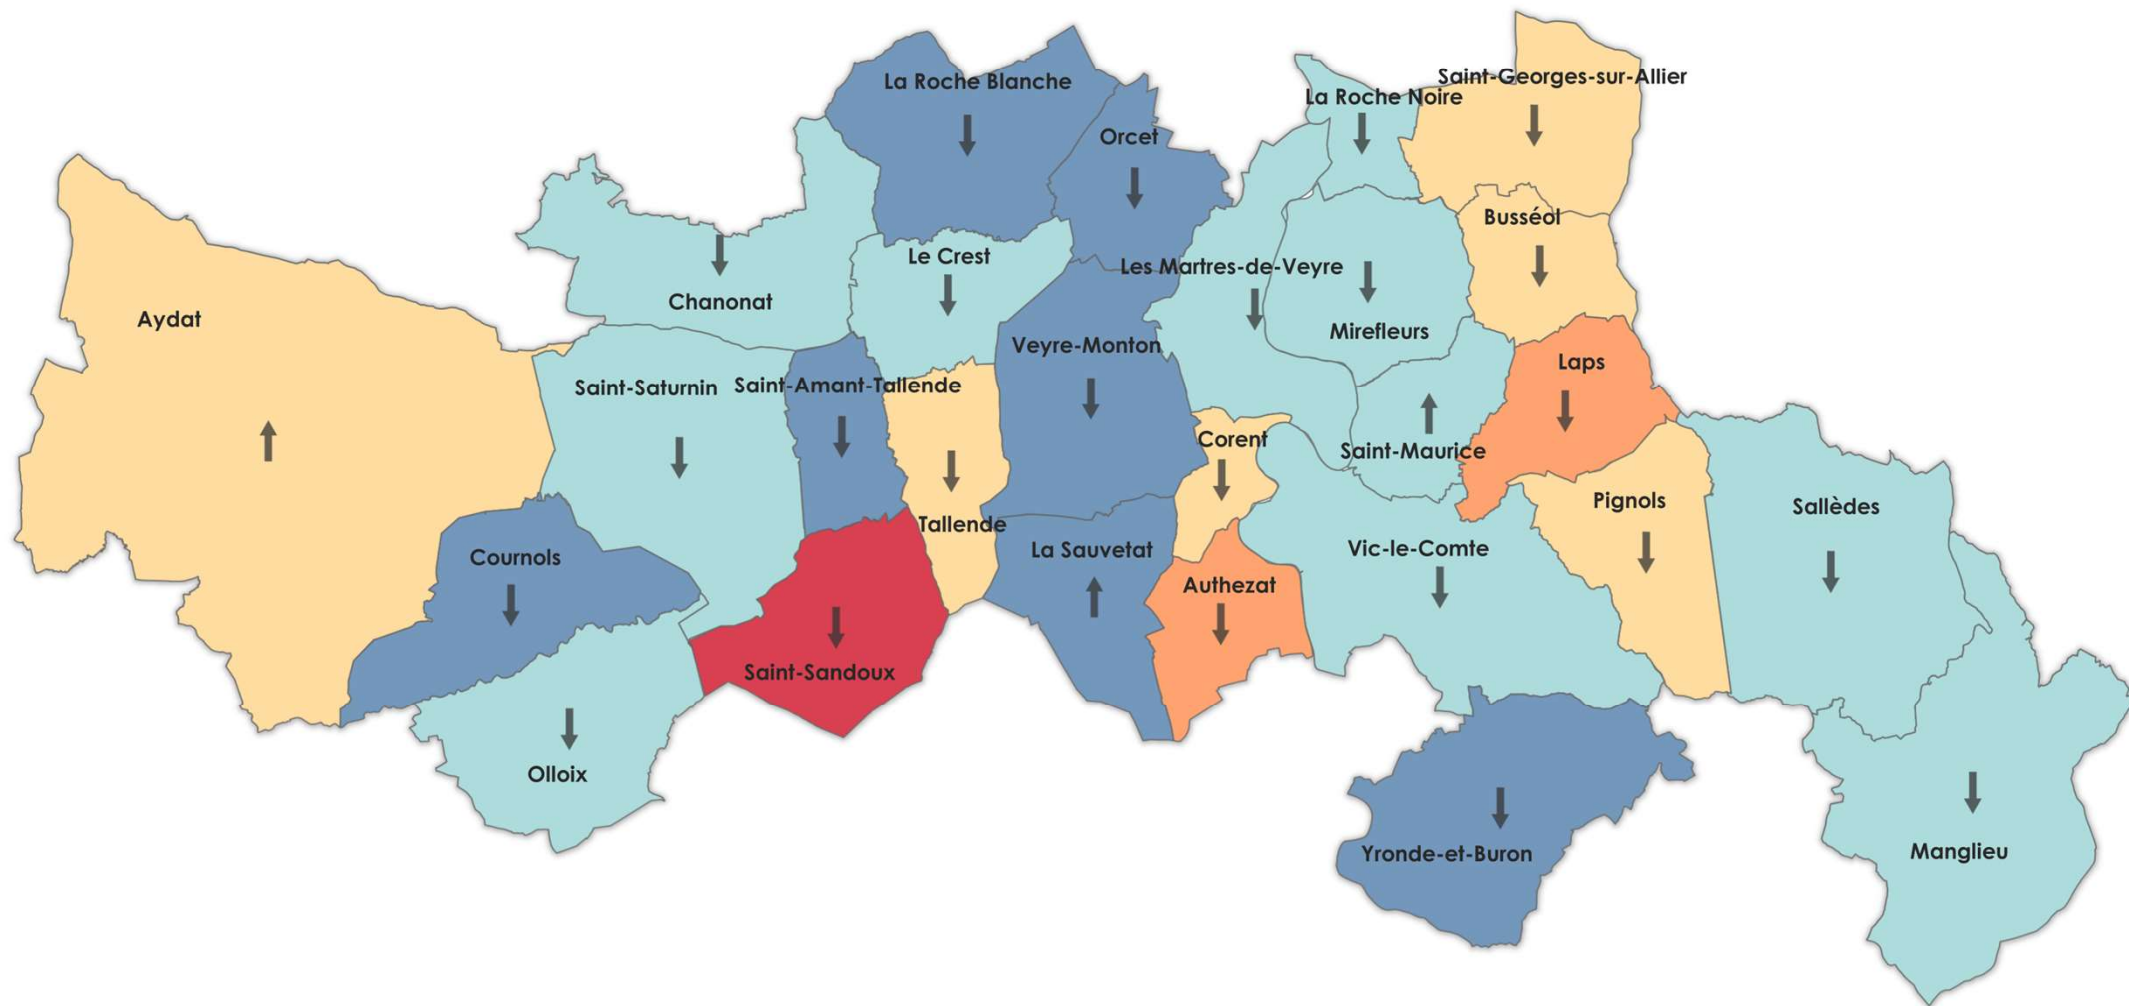 Saint-Georges-sur-Allier
La Roche Blanche
La Roche Noire
Orcet
Busséol
Le Crest
Les Martres-de-Veyre
Chanonat
Aydat
Mirefleurs
Veyre-Monton
Laps
Saint-Saturnin
Saint-Amant-Tallende
Corent
Saint-Maurice
Pignols
Sallèdes
Tallende
La Sauvetat
Vic-le-Comte
Cournols
Authezat
Saint-Sandoux
Olloix
Yronde-et-Buron
Manglieu